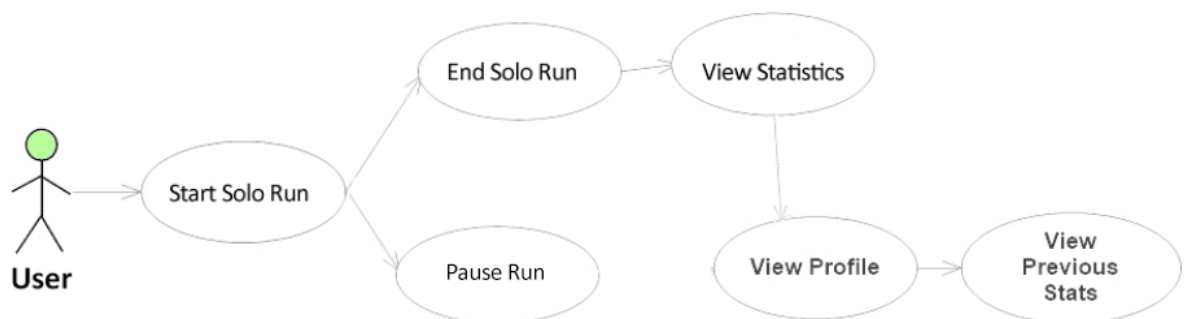 End Solo Run
View Statistics
Start Solo Run
User
Pause Run
View Profile
View
Previous
Stats